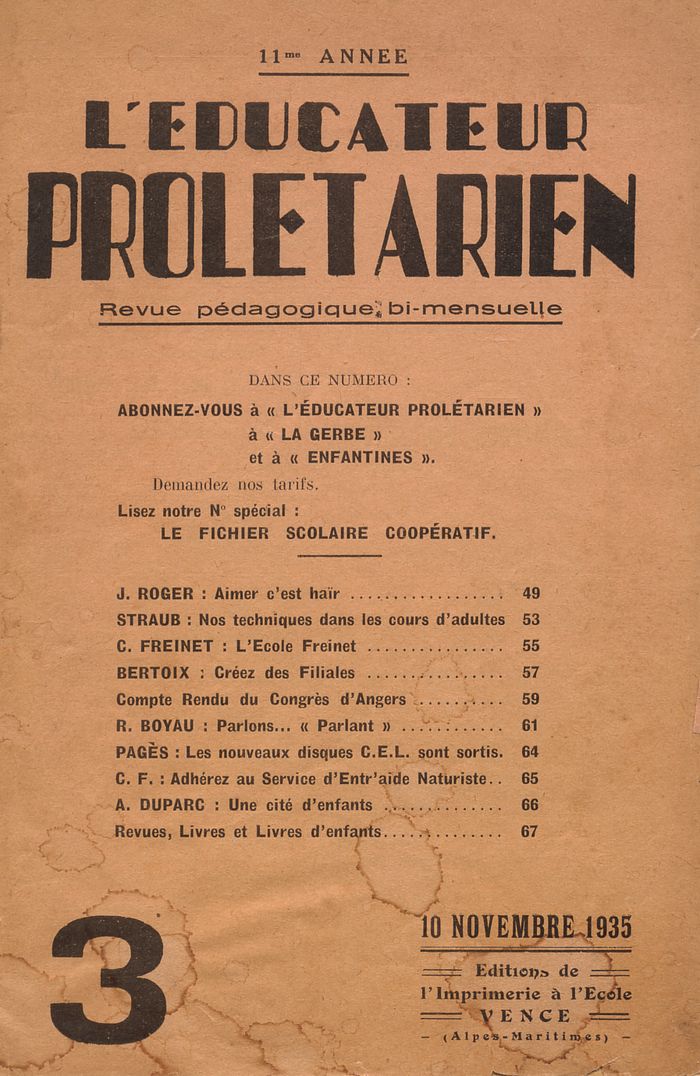 11me ANNEE
L'EDUCATEUR
PROLETARIEN
Revue pédagogique bi-mensuelle
DANS CE NUMERO :
ABONNEZ-VOUS à « L'ÉDUCATEUR PROLÉTARIEN »
à « LA GERBE »
et à « ENFANTINES ».
Demandez nos tarifs.
Lisez notre N° spécial :
LE FICHIER SCOLAIRE COOPÉRATIF.
J. ROGER : Aimer c'est haïr .................. 49
STRAUB : Nos techniques dans les cours d'adultes 53
C. FREINET : L'Ecole Freinet ................ 55
BERTOIX : Créez des Filiales ................ 57
Compte Rendu du Congrès d'Angers .......... 59
R. BOYAU : Parlons... « Parlant » ............ 61
PAGÈS : Les nouveaux disques C.E.L. sont sortis. 64
C. F. : Adhérez au Service d'Entr'aide Naturiste.. 65
A. DUPARC : Une cité d'enfants .............. 66
Revues, Livres et Livres d'enfants.............. 67
3
10 NOVEMBRE 1935
Editions de
l'Imprimerie à l'Ecole
VENCE
- (Alpes-Maritimes) -